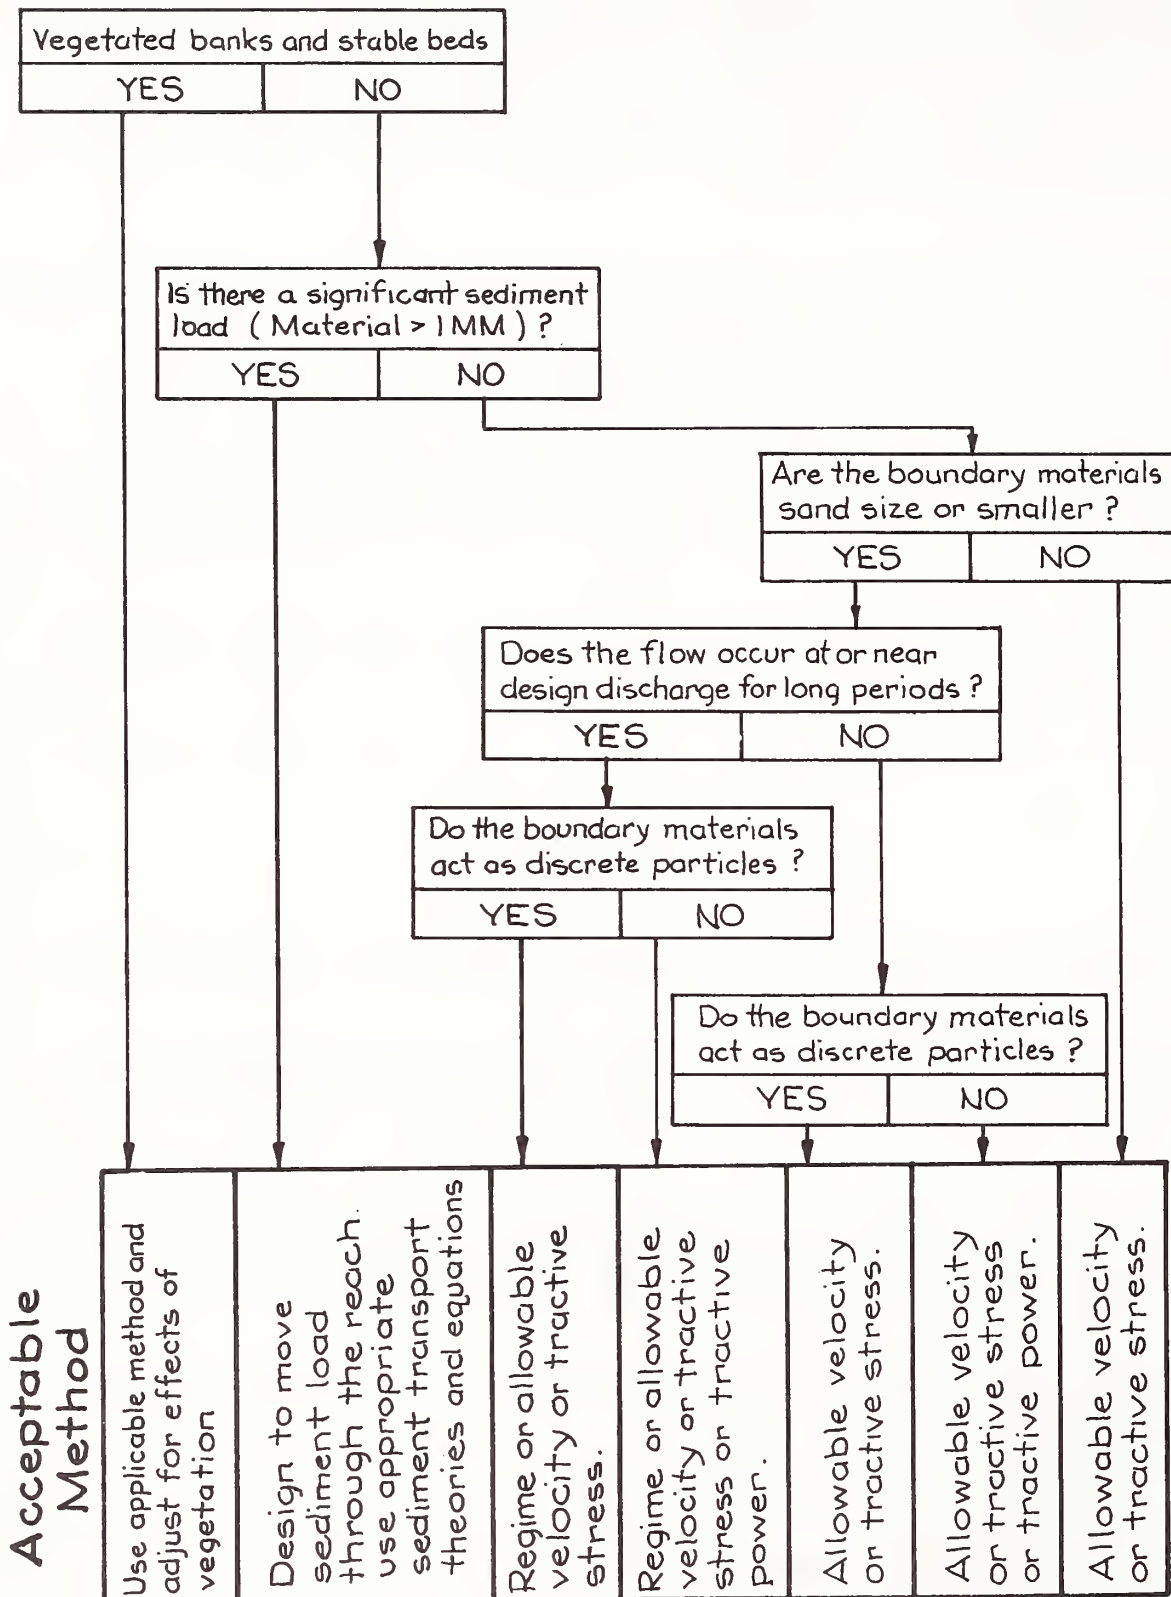 Vegetated banks and stable beds
YES NO
Is there a significant sediment
load (Material > 1MM) ?
YES NO
Are the boundary materials
sand size or smaller ?
YES NO
Does the flow occur at or near
design discharge for long periods ?
YES NO
Do the boundary materials
act as discrete particles ?
YES NO
Do the boundary materials
act as discrete particles ?
YES NO
Acceptable
Method
Use applicable method and
adjust for effects of
vegetation
Design to move
sediment load
through the reach.
use appropriate
sediment transport
theories and equations
Regime or allowable
velocity or tractive
stress.
Regime or allowable
velocity or tractive
stress or tractive
power.
Allowable velocity
or tractive stress.
Allowable velocity
or tractive stress
or tractive power.
Allowable velocity
or tractive stress.